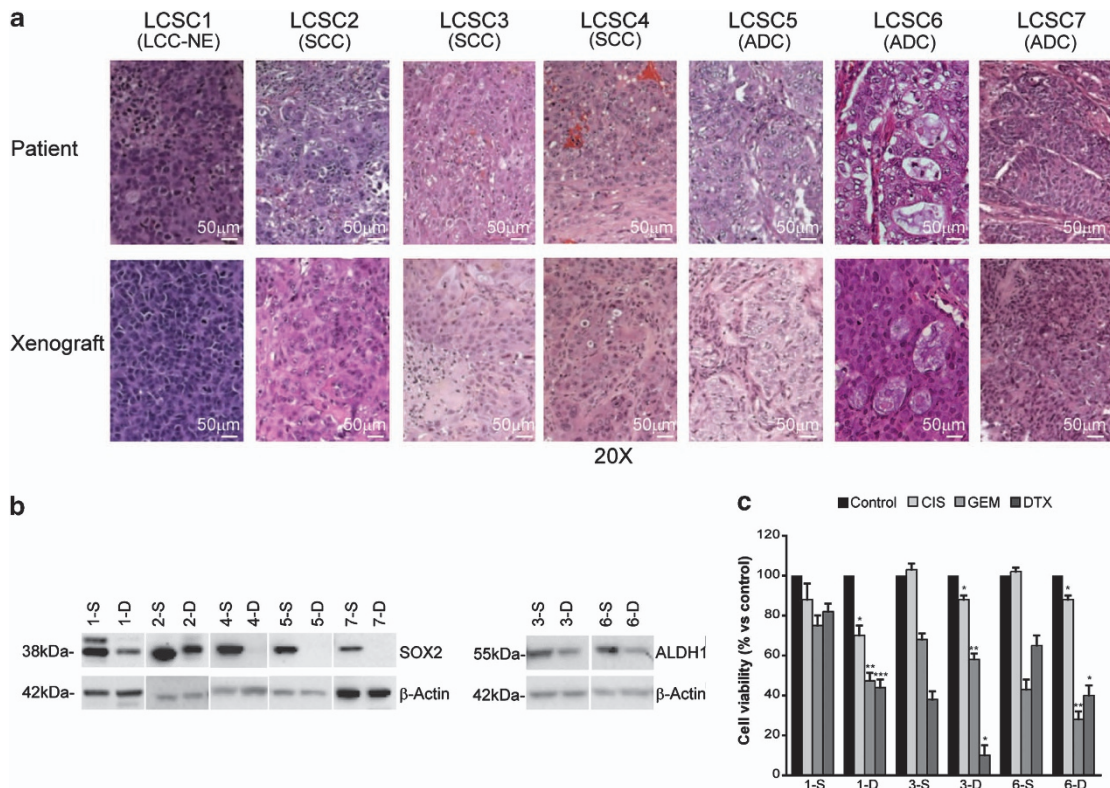 a
LCSC1 LCSC2 LCSC3 LCSC4 LCSC5 LCSC6 LCSC7
(LCC-NE) (SCC) (SCC) (SCC) (ADC) (ADC) (ADC)
Patient
50μm 50μm 50μm 50μm 50μm 50μm 50μm
Xenograft
50μm 50μm 50μm 50μm 50μm 50μm 50μm
20X
b
1-S 1-D 2-S 2-D 4-S 4-D 5-S 5-D 7-S 7-D
38kDa- SOX2
42kDa- β-Actin
3-S 3-D 6-S 6-D
55kDa- ALDH1
42kDa- β-Actin
c
Control CIS GEM DTX
Cell viability (% vs control)
120
100
80
60
40
20
0
* ** *** * ** * * ** *
1-S 1-D 3-S 3-D 6-S 6-D